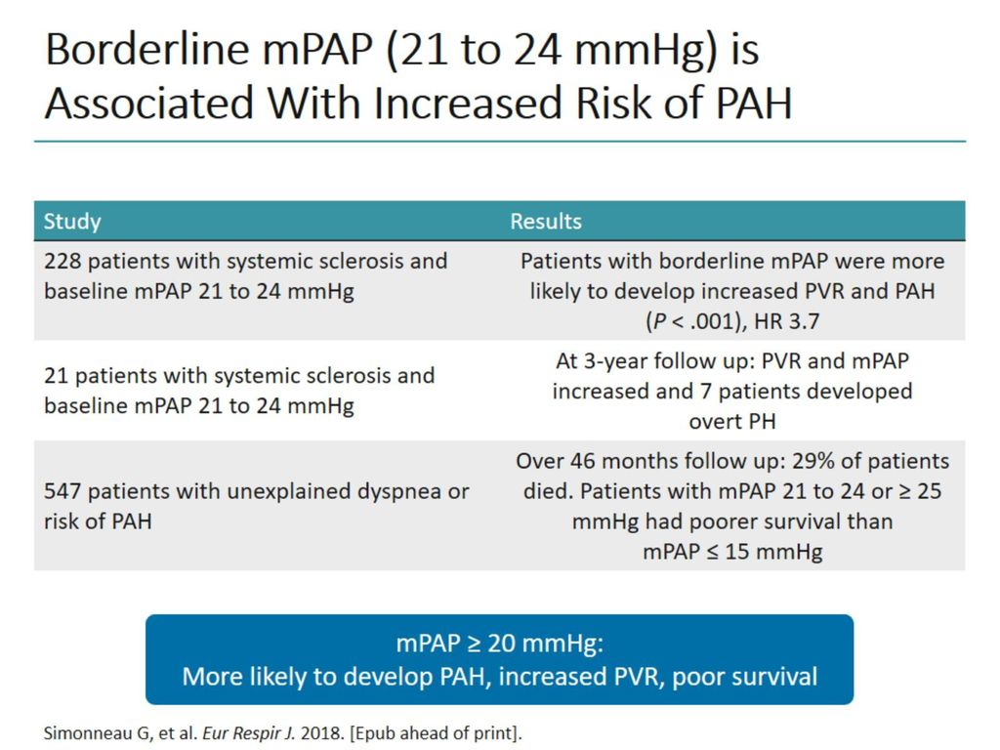 Borderline mPAP (21 to 24 mmHg) is
Associated With Increased Risk of PAH
Study
Results
228 patients with systemic sclerosis and
baseline mPAP 21 to 24 mmHg
Patients with borderline mPAP were more
likely to develop increased PVR and PAH
(P < .001), HR 3.7
21 patients with systemic sclerosis and
baseline mPAP 21 to 24 mmHg
At 3-year follow up: PVR and mPAP
increased and 7 patients developed
overt PH
547 patients with unexplained dyspnea or
risk of PAH
Over 46 months follow up: 29% of patients
died. Patients with mPAP 21 to 24 or ≥ 25
mmHg had poorer survival than
mPAP ≤ 15 mmHg
mPAP ≥ 20 mmHg:
More likely to develop PAH, increased PVR, poor survival
Simonneau G, et al. Eur Respir J. 2018. [Epub ahead of print].